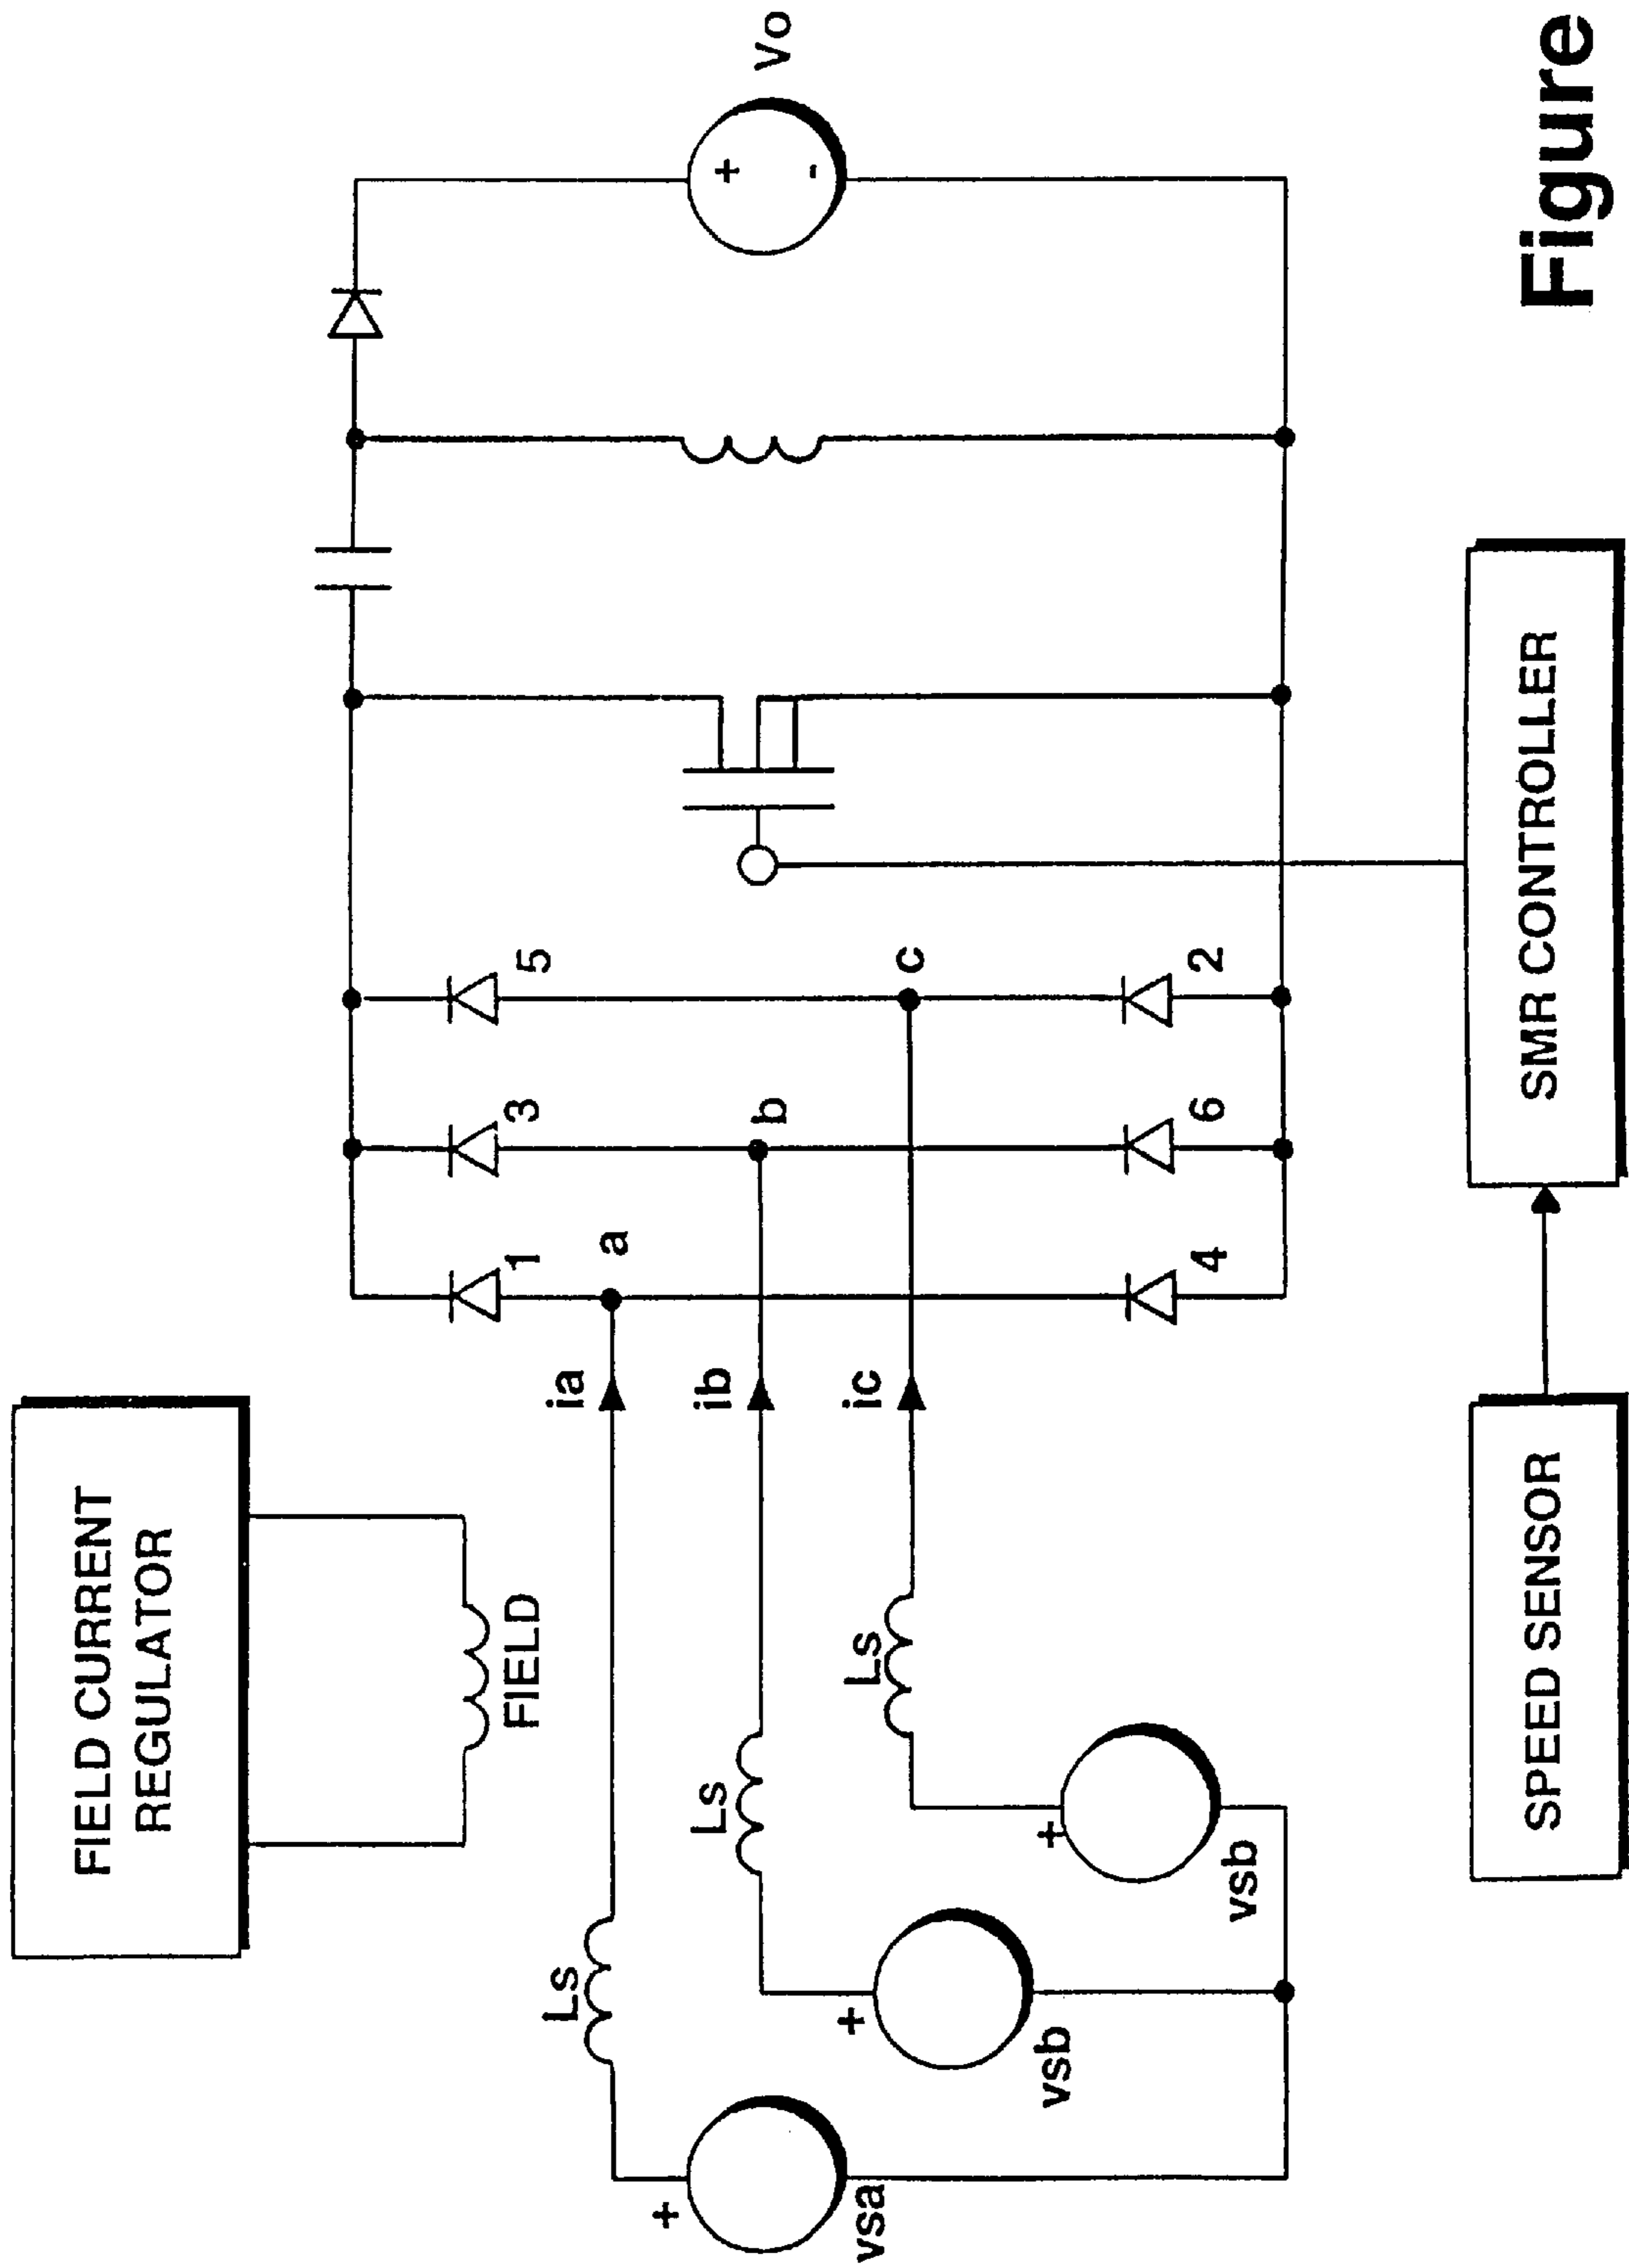 FIELD CURRENT
REGULATOR
FIELD
Ls
ia
a
1
3
5
+
vsa
Ls
ib
b
+
vsb
Ls
ic
c
+
vsb
4
6
2
+
-
Vo
SPEED SENSOR
SMR CONTROLLER
Figure